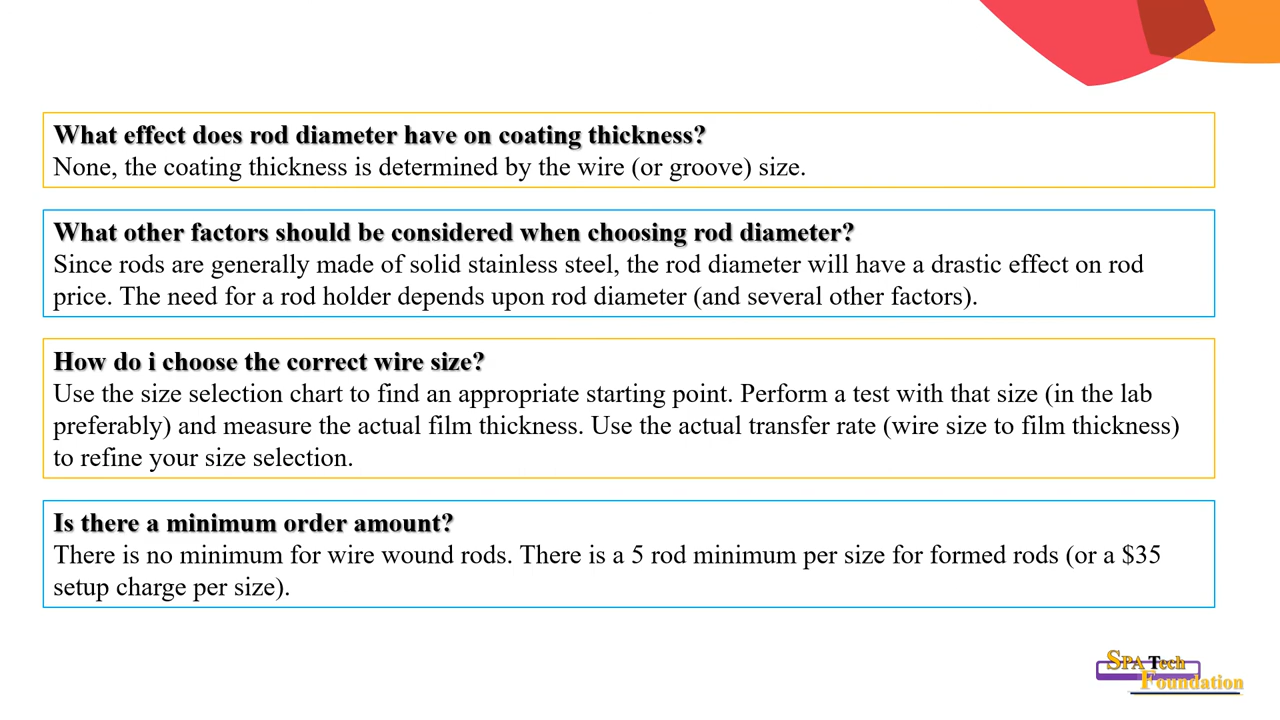 What effect does rod diameter have on coating thickness?
None, the coating thickness is determined by the wire (or groove) size.
What other factors should be considered when choosing rod diameter?
Since rods are generally made of solid stainless steel, the rod diameter will have a drastic effect on rod
price. The need for a rod holder depends upon rod diameter (and several other factors).
How do i choose the correct wire size?
Use the size selection chart to find an appropriate starting point. Perform a test with that size (in the lab
preferably) and measure the actual film thickness. Use the actual transfer rate (wire size to film thickness)
to refine your size selection.
Is there a minimum order amount?
There is no minimum for wire wound rods. There is a 5 rod minimum per size for formed rods (or a $35
setup charge per size).
SPA Tech
Foundation